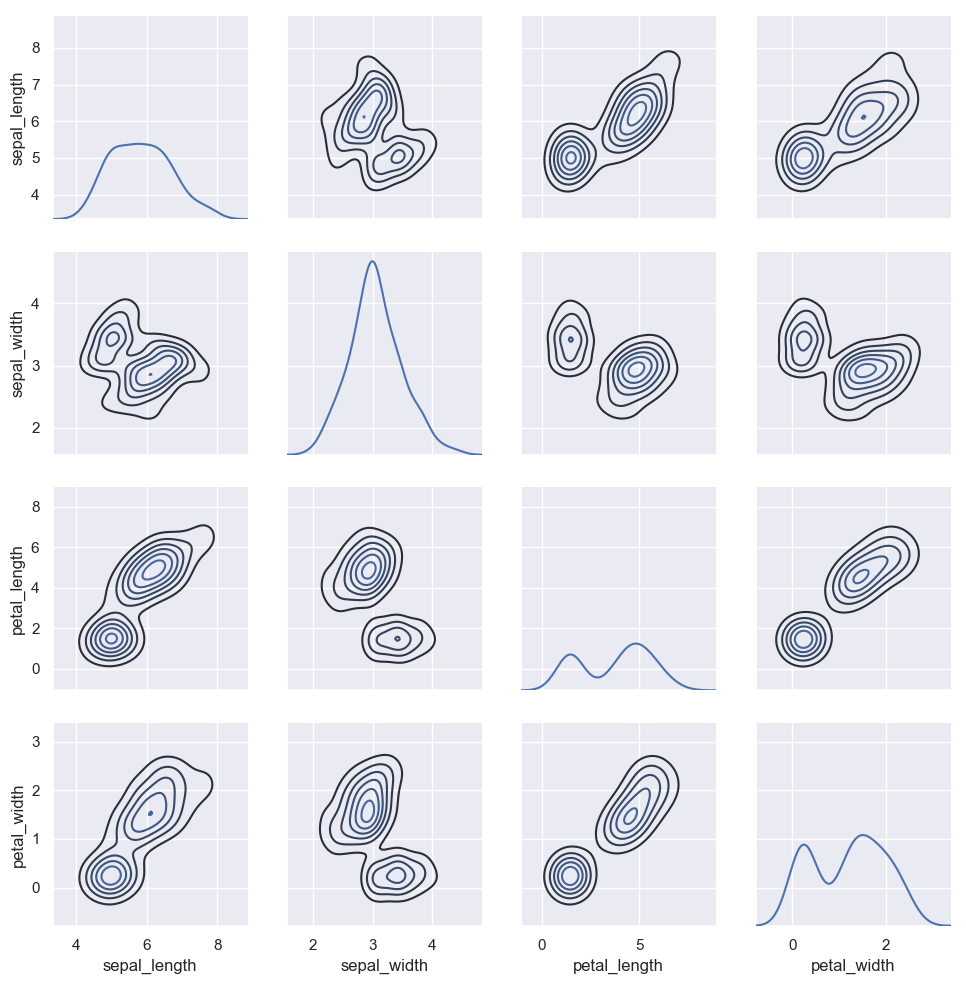 sepal_length
8
7
6
5
4
sepal_width
4
3
2
petal_length
8
6
4
2
0
petal_width
3
2
1
0
4 6 8 2 3 4 0 5 0 2
sepal_length sepal_width petal_length petal_width